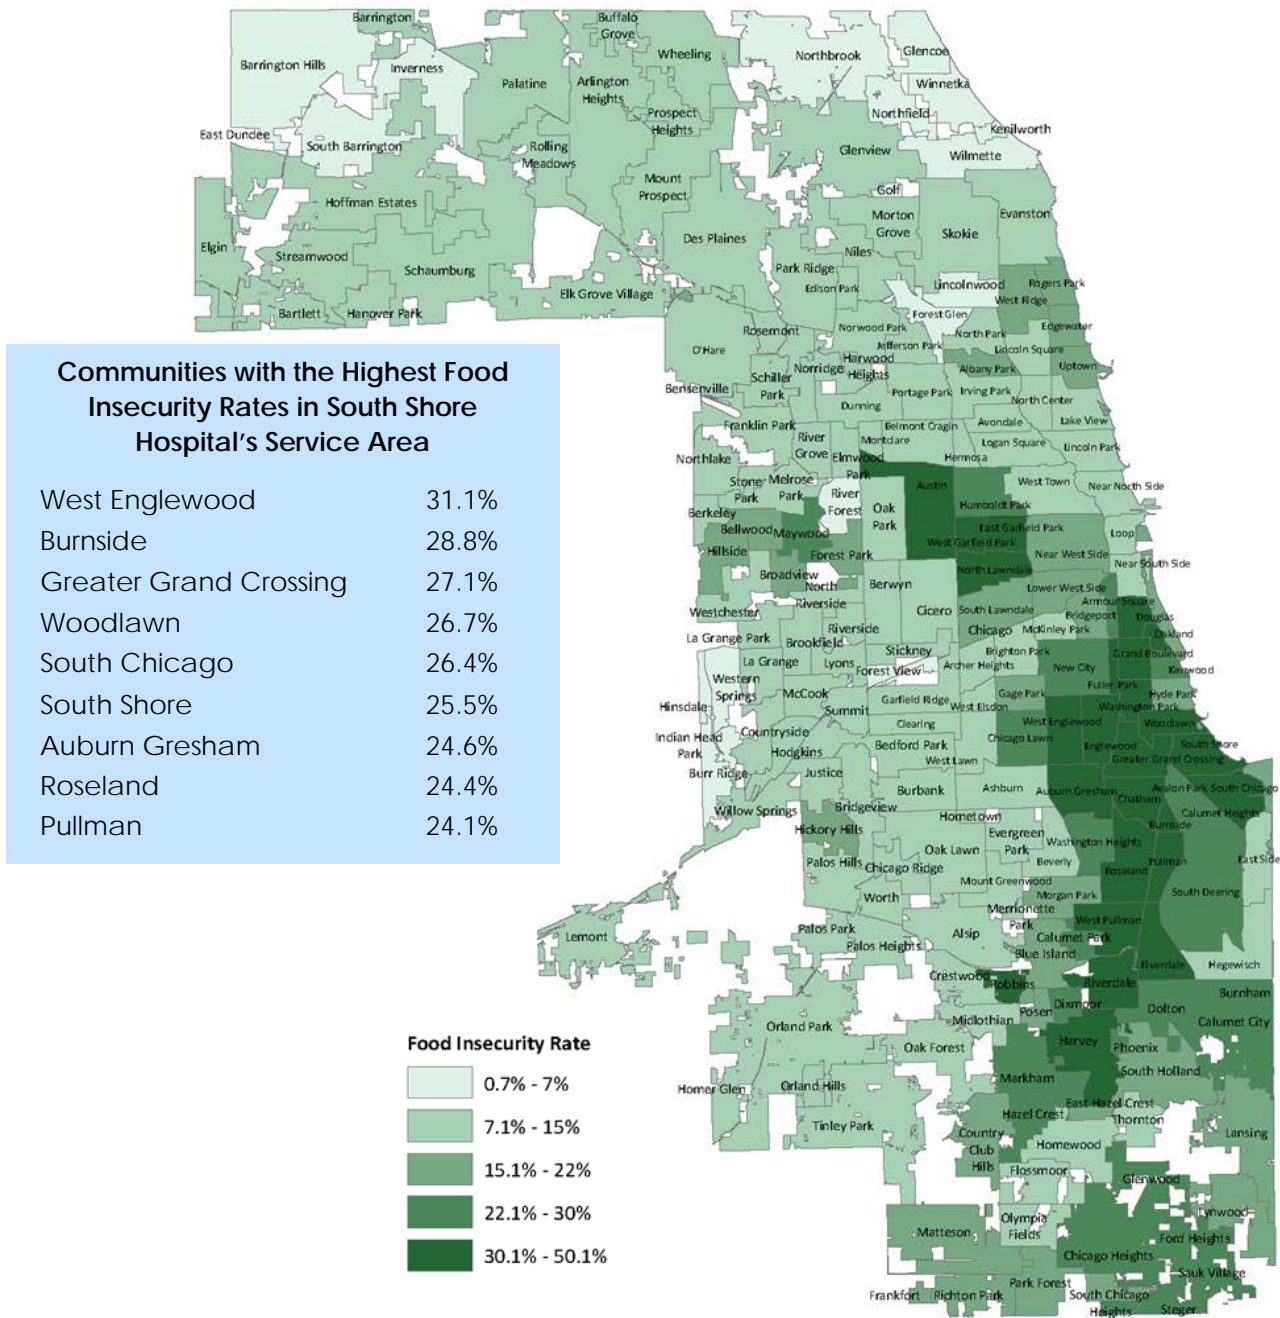 Communities with the Highest Food
Insecurity Rates in South Shore
Hospital's Service Area
West Englewood 31.1%
Burnside 28.8%
Greater Grand Crossing 27.1%
Woodlawn 26.7%
South Chicago 26.4%
South Shore 25.5%
Auburn Gresham 24.6%
Roseland 24.4%
Pullman 24.1%
Barrington
Buffalo
Grove
Wheeling
Northbrook
Glencoe
Barrington Hills
Inverness
Palatine
Arlington
Heights
Winnetka
Northfield
Prospect
Heights
Kenilworth
East Dundee
South Barrington
Rolling
Meadows
Glenview
Wilmette
Mount
Prospect
Golf
Hoffman Estates
Morton
Grove
Skokie
Evanston
Elgin
Streamwood
Schaumburg
Des Plaines
Niles
Park Ridge
Edison Park
Lincolnwood
Rogers Park
West Ridge
Elk Grove Village
Bartlett
Hanover Park
Forest Glen
Rosemont
Norwood Park
North Park
Edgewater
Jefferson Park
Lincoln Square
O'Hare
Harwood
Heights
Norridge
Albany Park
Uptown
Schiller
Park
Bensenville
Portage Park
Irving Park
North Center
Dunning
Franklin Park
Belmont Cragin
Avondale
Lake View
River
Grove
Montclare
Logan Square
Lincoln Park
Northlake
Elmwood
Park
Hermosa
Stone
Park
Melrose
Park
River
Forest
Oak
Park
Austin
West Town
Near North Side
Humboldt Park
Berkeley
Bellwood
Maywood
East Garfield Park
Loop
West Garfield Park
Hillside
Forest Park
Near West Side
Near South Side
Broadview
North
Riverside
Berwyn
North Lawndale
Lower West Side
Westchester
Cicero
South Lawndale
Armour Square
Bridgeport
Douglas
Riverside
Chicago
McKinley Park
Oakland
La Grange Park
Brookfield
Stickney
Brighton Park
Grand Boulevard
La Grange
Lyons
Forest View
Archer Heights
New City
Kenwood
Western
Springs
McCook
Gage Park
Fuller Park
Hyde Park
Hinsdale
Summit
Garfield Ridge
West Elsdon
Washington Park
Countryside
Clearing
West Englewood
Woodlawn
Indian Head
Park
Hodgkins
Bedford Park
Chicago Lawn
Englewood
South Shore
West Lawn
Greater Grand Crossing
Burr Ridge
Justice
Burbank
Ashburn
Auburn Gresham
Avalon Park
South Chicago
Chatham
Willow Springs
Bridgeview
Hometown
Calumet Heights
Hickory Hills
Evergreen
Park
Burnside
Oak Lawn
Washington Heights
Palos Hills
Chicago Ridge
Beverly
Pullman
East Side
Roseland
Mount Greenwood
Worth
Morgan Park
South Deering
Merrionette
Park
West Pullman
Lemont
Palos Park
Palos Heights
Alsip
Calumet Park
Blue Island
Riverdale
Hegewisch
Crestwood
Robbins
Riverdale
Burnham
Orland Park
Midlothian
Posen
Dixmoor
Dolton
Calumet City
Oak Forest
Harvey
Phoenix
Homer Glen
Orland Hills
Markham
South Holland
Tinley Park
Hazel Crest
East Hazel Crest
Thornton
Country
Club
Hills
Homewood
Lansing
Flossmoor
Glenwood
Matteson
Olympia
Fields
Lynwood
Ford Heights
Chicago Heights
Sauk Village
Frankfort
Richton Park
Park Forest
South Chicago
Heights
Steger
Food Insecurity Rate
0.7% - 7%
7.1% - 15%
15.1% - 22%
22.1% - 30%
30.1% - 50.1%